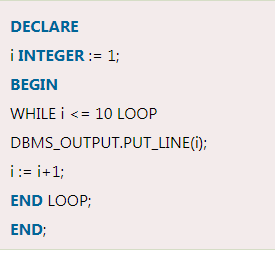 DECLARE
i INTEGER := 1;
BEGIN
WHILE i <= 10 LOOP
DBMS_OUTPUT.PUT_LINE(i);
i := i+1;
END LOOP;
END;